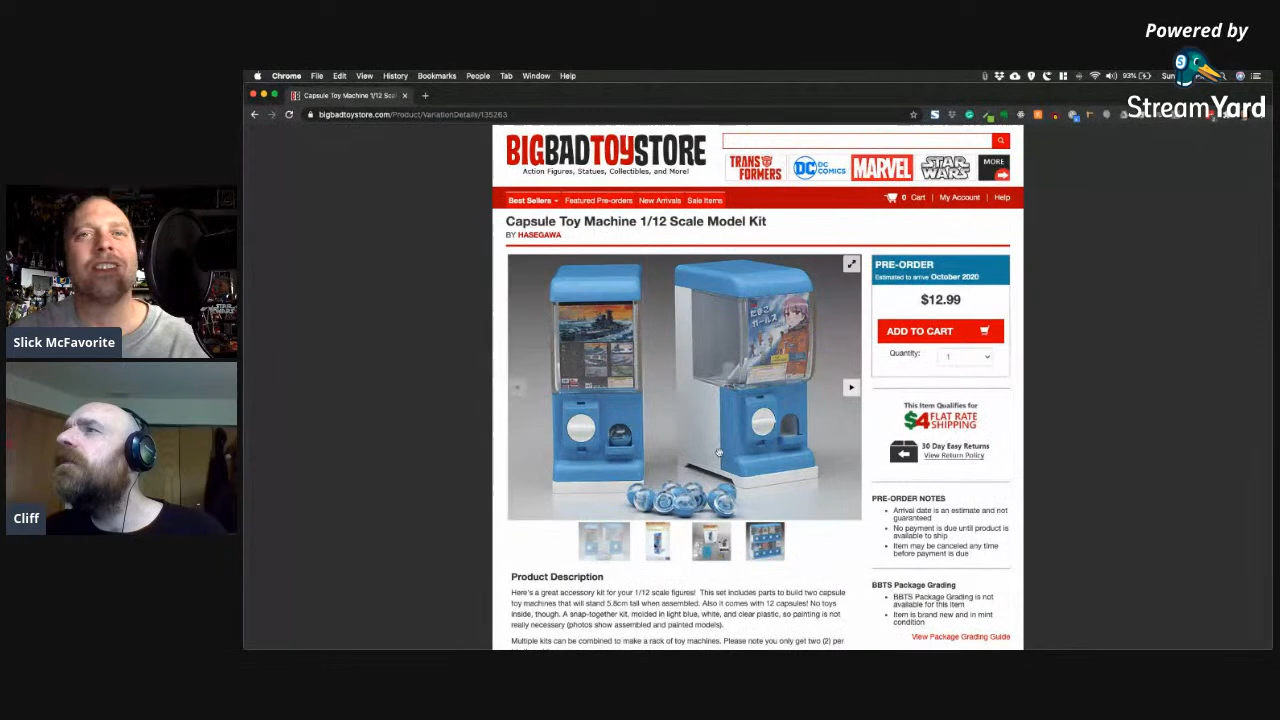 Powered by
StreamYard
Chrome File Edit View History Bookmarks People Tab Window Help
93%
Sun
Capsule Toy Machine 1/12 Sca
bigbadtoystore.com/Product/VariationDetails/135263
BIGBADTOYSTORE
Action Figures, Statues, Collectibles, and More!
TRANSFORMERS
DC COMICS
MARVEL
STAR WARS
MORE
Best Sellers Featured Pre-orders New Arrivals Sale Items
0 Cart | My Account | Help
Capsule Toy Machine 1/12 Scale Model Kit
BY HASEGAWA
PRE-ORDER
Estimated to arrive October 2020
$12.99
ADD TO CART
Quantity: 1
This Item Qualifies for
$4 FLAT RATE SHIPPING
30 Day Easy Returns
View Return Policy
PRE-ORDER NOTES
Arrival date is an estimate and not
guaranteed
No payment is due until product is
available to ship
Item may be canceled any time
before payment is due
BBTS Package Grading
BBTS Package Grading is not
available for this item
Item is brand new and in mint
condition
View Package Grading Guide
Product Description
Here's a great accessory kit for your 1/12 scale figures! This set includes parts to build two capsule
toy machines that will stand 5.8cm tall when assembled. Also it comes with 12 capsules! No toys
inside, though. A snap-together kit, molded in light blue, white, and clear plastic, so painting is not
really necessary (photos show assembled and painted models).
Multiple kits can be combined to make a rack of toy machines. Please note you only get two (2) per
Slick McFavorite
Cliff